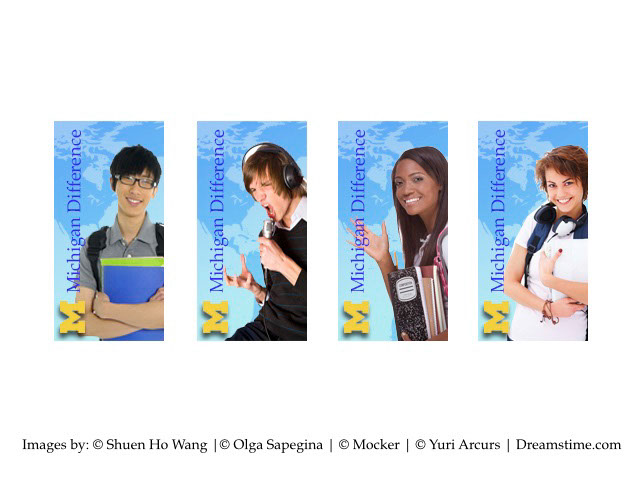 Michigan Difference
M
Michigan Difference
M
Michigan Difference
M
Michigan Difference
M
Images by: © Shuen Ho Wang |© Olga Sapegina | © Mocker | © Yuri Arcurs | Dreamstime.com